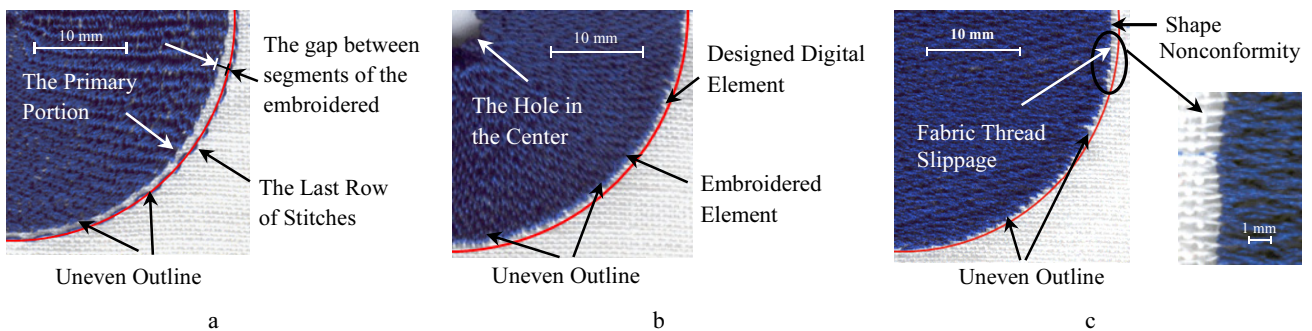 10 mm
The gap between
segments of the
embroidered
The Primary
Portion
The Last Row
of Stitches
Uneven Outline
a
10 mm
Designed Digital
Element
The Hole in
the Center
Embroidered
Element
Uneven Outline
b
10 mm
Shape
Nonconformity
Fabric Thread
Slippage
1 mm
Uneven Outline
c